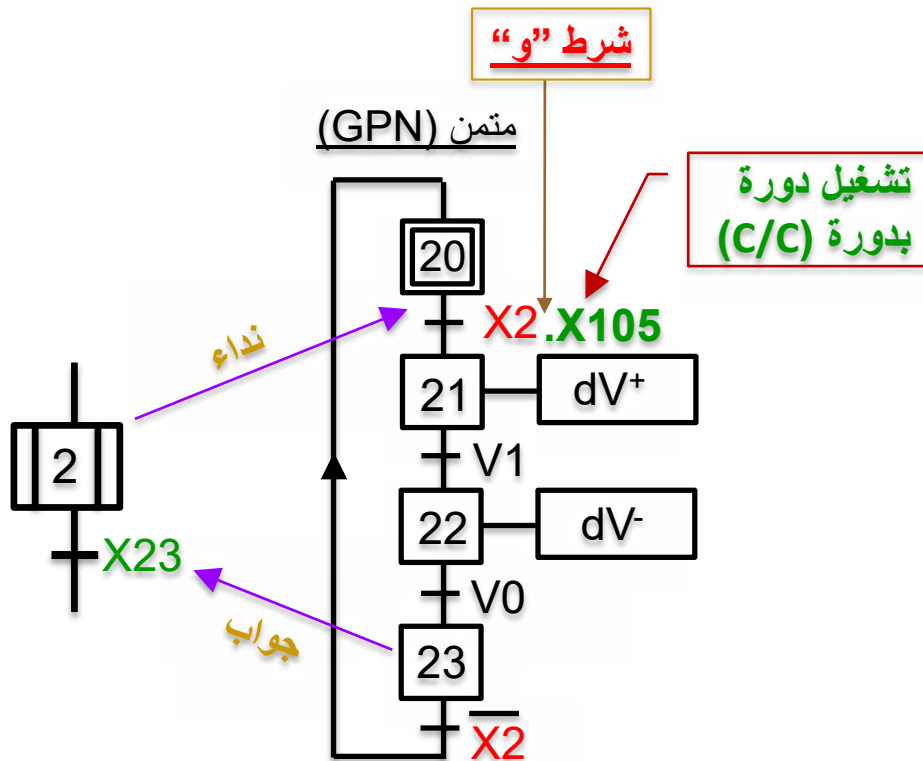 شرط ”و“
متمن (GPN)
تشغيل دورة
بدورة (C/C)
20
X2.X105
نداء
21
dV⁺
2
V1
22
dV⁻
X23
V0
جواب
23
X̅2̅